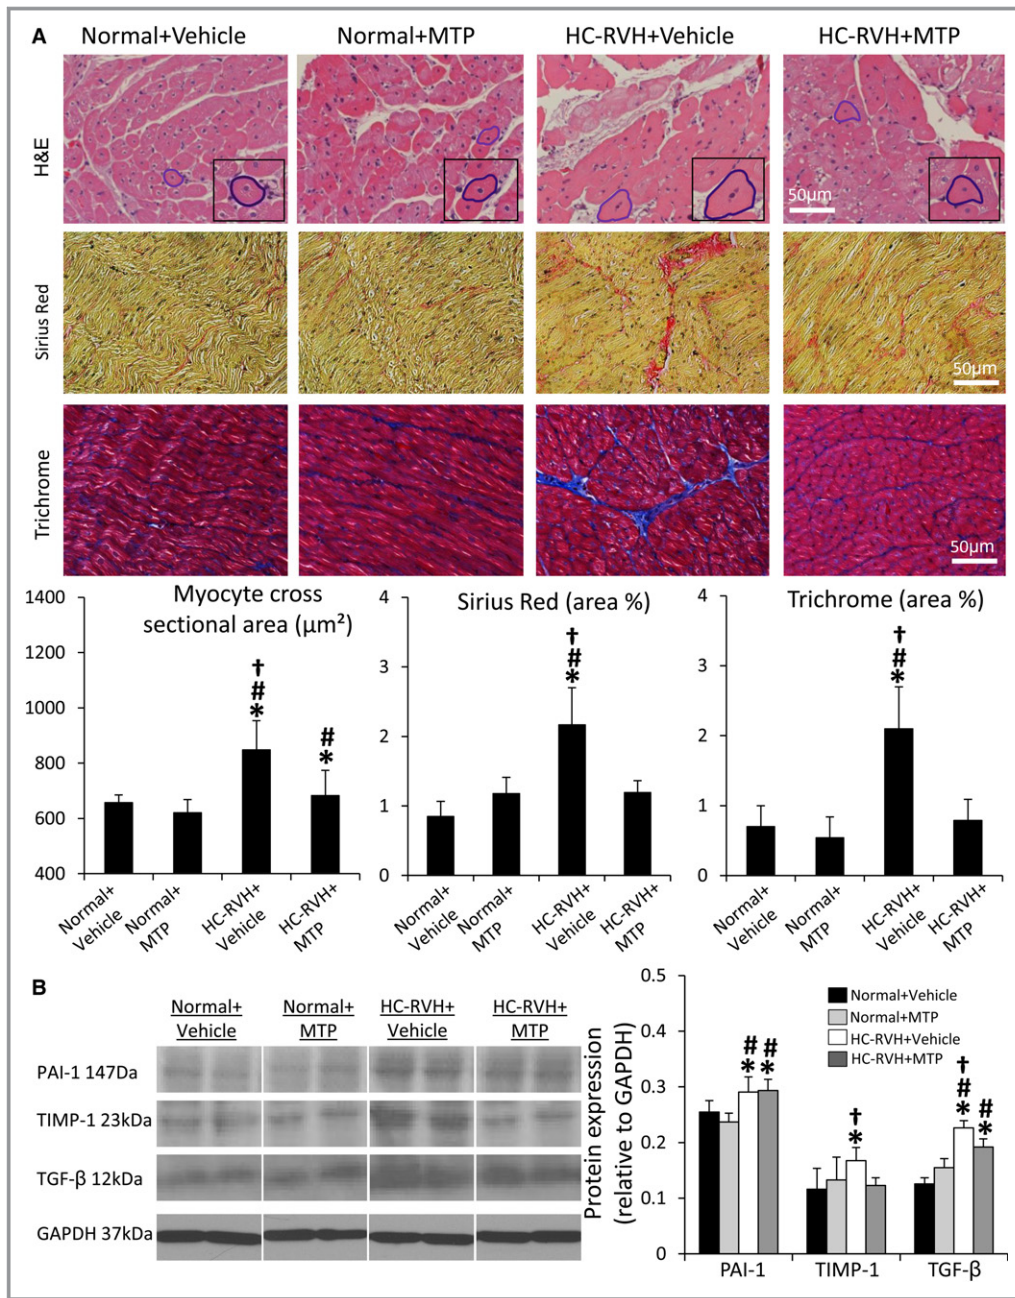 A
Normal+Vehicle
Normal+MTP
HC-RVH+Vehicle
HC-RVH+MTP
H&E
50µm
Sirius Red
50µm
Trichrome
50µm
Myocyte cross
sectional area (µm²)
1400
1200
1000
800
600
400
†
#
*
#
*
Normal+
Vehicle
Normal+
MTP
HC-RVH+
Vehicle
HC-RVH+
MTP
Sirius Red (area %)
4
3
2
1
0
†
#
*
Normal+
Vehicle
Normal+
MTP
HC-RVH+
Vehicle
HC-RVH+
MTP
Trichrome (area %)
4
3
2
1
0
†
#
*
Normal+
Vehicle
Normal+
MTP
HC-RVH+
Vehicle
HC-RVH+
MTP
B
Normal+
Vehicle
Normal+
MTP
HC-RVH+
Vehicle
HC-RVH+
MTP
PAI-1 147Da
TIMP-1 23kDa
TGF-β 12kDa
GAPDH 37kDa
Protein expression
(relative to GAPDH)
0.5
0.4
0.3
0.2
0.1
0
Normal+Vehicle
Normal+MTP
HC-RVH+Vehicle
HC-RVH+MTP
#
*
#
*
†
*
†
#
*
#
*
PAI-1
TIMP-1
TGF-β